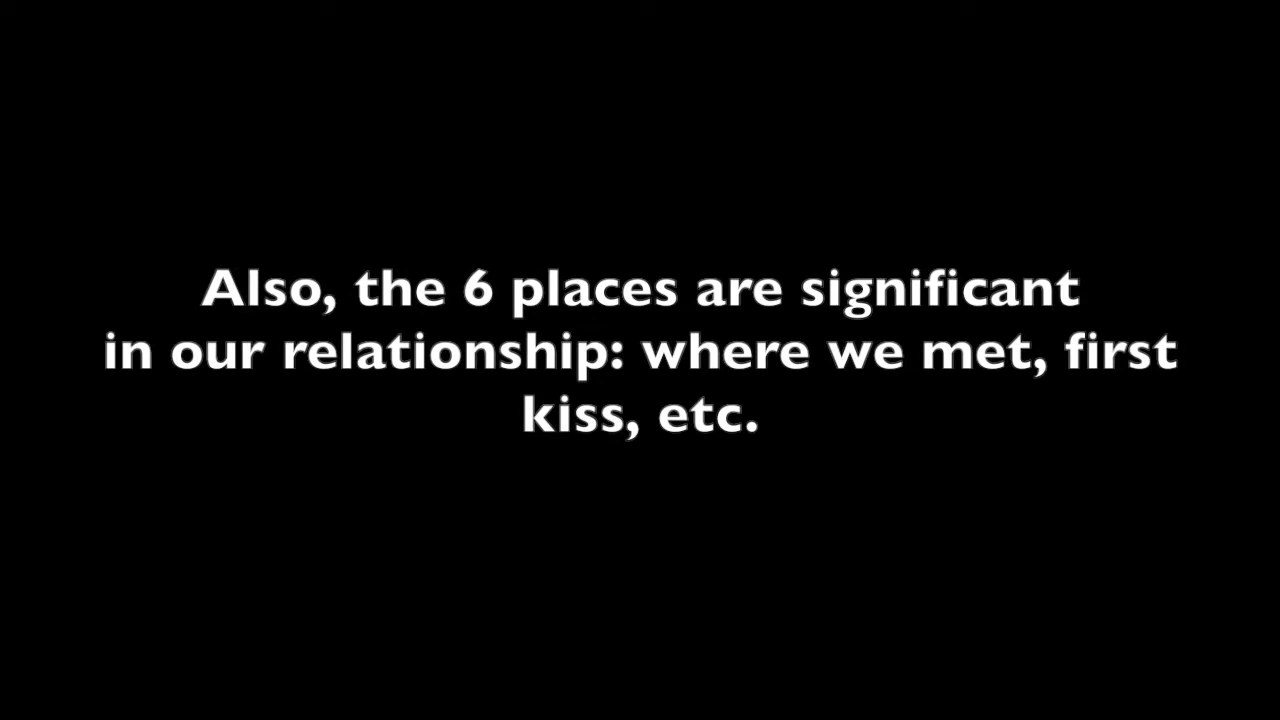 Also, the 6 places are significant
in our relationship: where we met, first
kiss, etc.